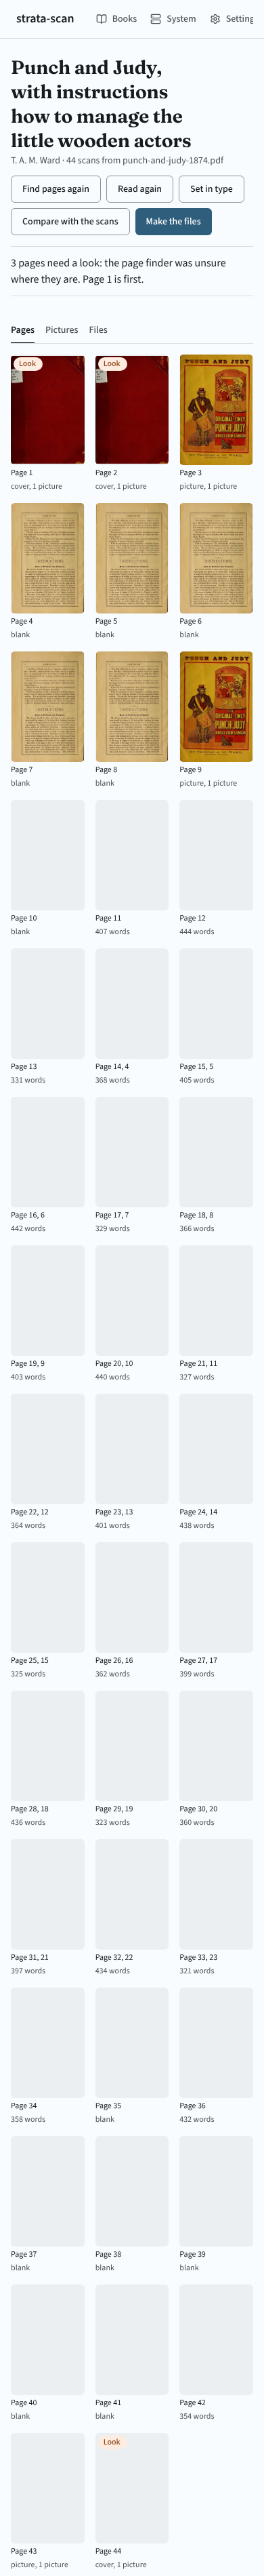 strata-scan Books System Setting
Punch and Judy,
with instructions
how to manage the
little wooden actors
T. A. M. Ward · 44 scans from punch-and-judy-1874.pdf
Find pages again Read again Set in type
Compare with the scans Make the files
3 pages need a look: the page finder was unsure
where they are. Page 1 is first.
Pages Pictures Files
Look Look PUNCH AND JUDY
Page 1 Page 2 Page 3
cover, 1 picture cover, 1 picture picture, 1 picture
Page 4 Page 5 Page 6
blank blank blank
PUNCH AND JUDY
Page 7 Page 8 Page 9
blank blank picture, 1 picture
Page 10 Page 11 Page 12
blank 407 words 444 words
Page 13 Page 14, 4 Page 15, 5
331 words 368 words 405 words
Page 16, 6 Page 17, 7 Page 18, 8
442 words 329 words 366 words
Page 19, 9 Page 20, 10 Page 21, 11
403 words 440 words 327 words
Page 22, 12 Page 23, 13 Page 24, 14
364 words 401 words 438 words
Page 25, 15 Page 26, 16 Page 27, 17
325 words 362 words 399 words
Page 28, 18 Page 29, 19 Page 30, 20
436 words 323 words 360 words
Page 31, 21 Page 32, 22 Page 33, 23
397 words 434 words 321 words
Page 34 Page 35 Page 36
358 words blank 432 words
Page 37 Page 38 Page 39
blank blank blank
Page 40 Page 41 Page 42
blank blank 354 words
Look
Page 43 Page 44
picture, 1 picture cover, 1 picture